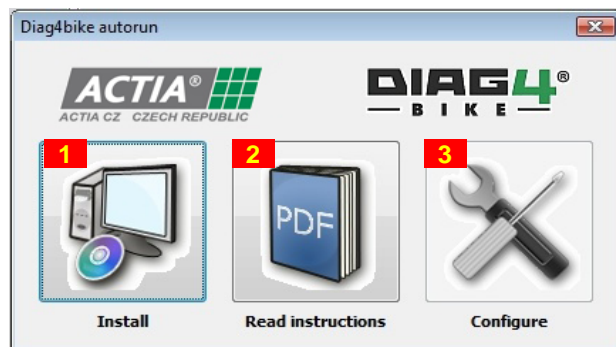 Diag4bike autorun
ACTIA®
ACTIA CZ CZECH REPUBLIC
DIAG4®
BIKE
1
2
3
PDF
Install
Read instructions
Configure